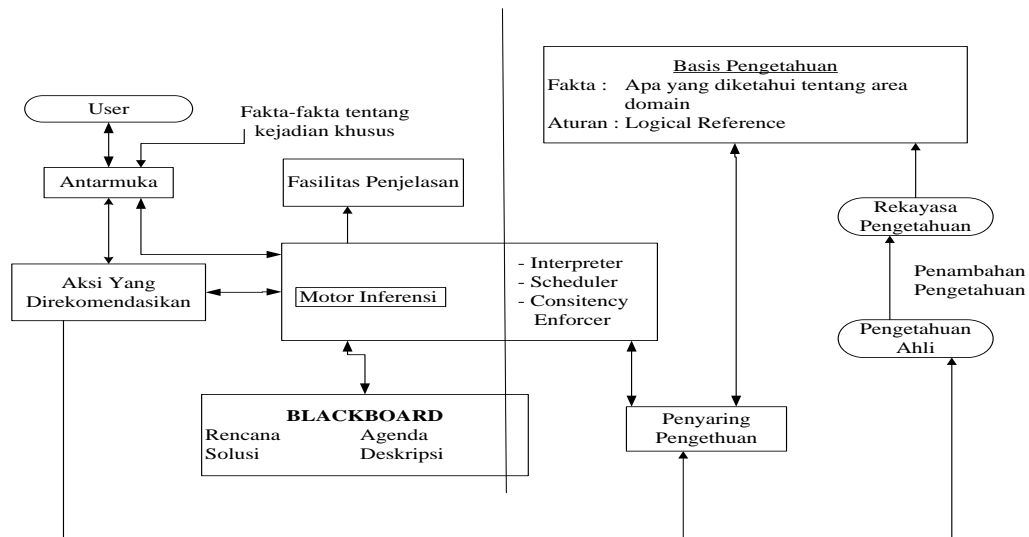 User
Fakta-fakta tentang
kejadian khusus
Antarmuka
Fasilitas Penjelasan
Aksi Yang
Direkomendasikan
Motor Inferensi
- Interpreter
- Scheduler
- Consitency
Enforcer
BLACKBOARD
Rencana Agenda
Solusi Deskripsi
Basis Pengetahuan
Fakta : Apa yang diketahui tentang area
domain
Aturan : Logical Reference
Rekayasa
Pengetahuan
Penambahan
Pengetahuan
Pengetahuan
Ahli
Penyaring
Pengethuan